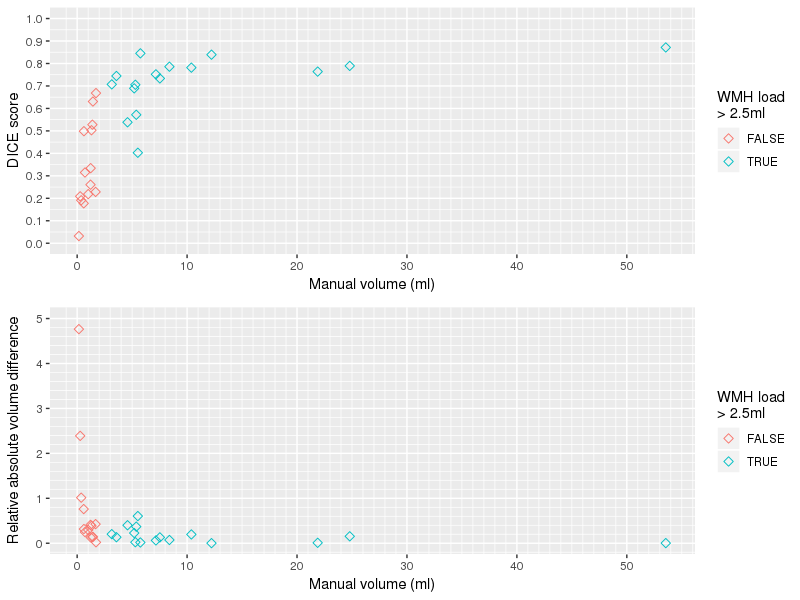 1.0
0.9
0.8
0.7
0.6
0.5
0.4
0.3
0.2
0.1
0.0
DICE score
0 10 20 30 40 50
Manual volume (ml)
WMH load
> 2.5ml
FALSE
TRUE
5
4
3
2
1
0
Relative absolute volume difference
0 10 20 30 40 50
Manual volume (ml)
WMH load
> 2.5ml
FALSE
TRUE